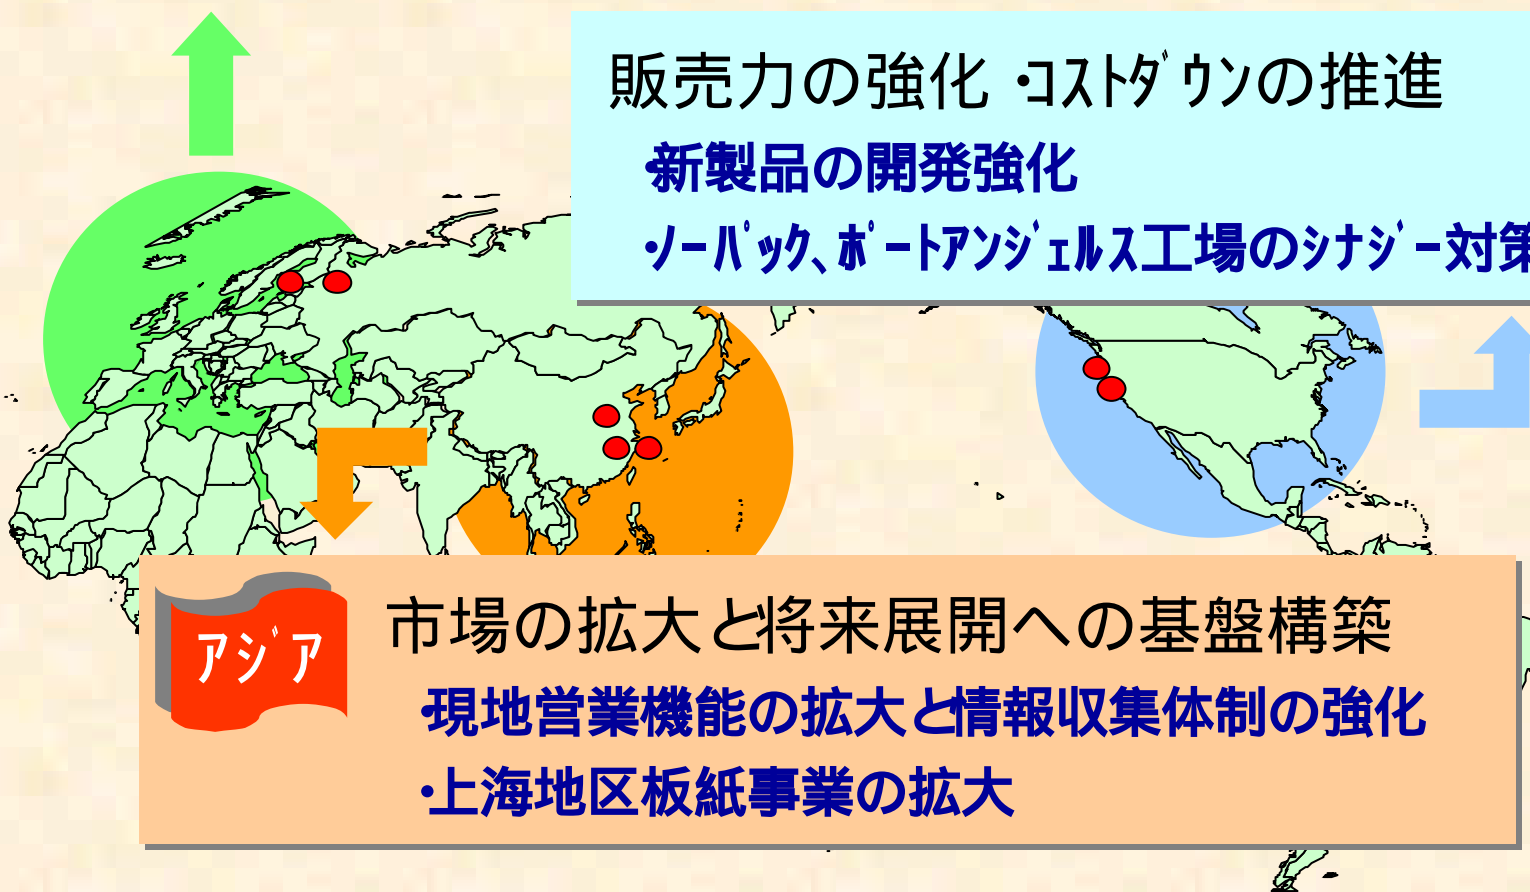 販売力の強化・コストダウンの推進
・新製品の開発強化
・ノーパック、ポートアンジェルス工場のシナジー対策
アジア
市場の拡大と将来展開への基盤構築
・現地営業機能の拡大と情報収集体制の強化
・上海地区板紙事業の拡大